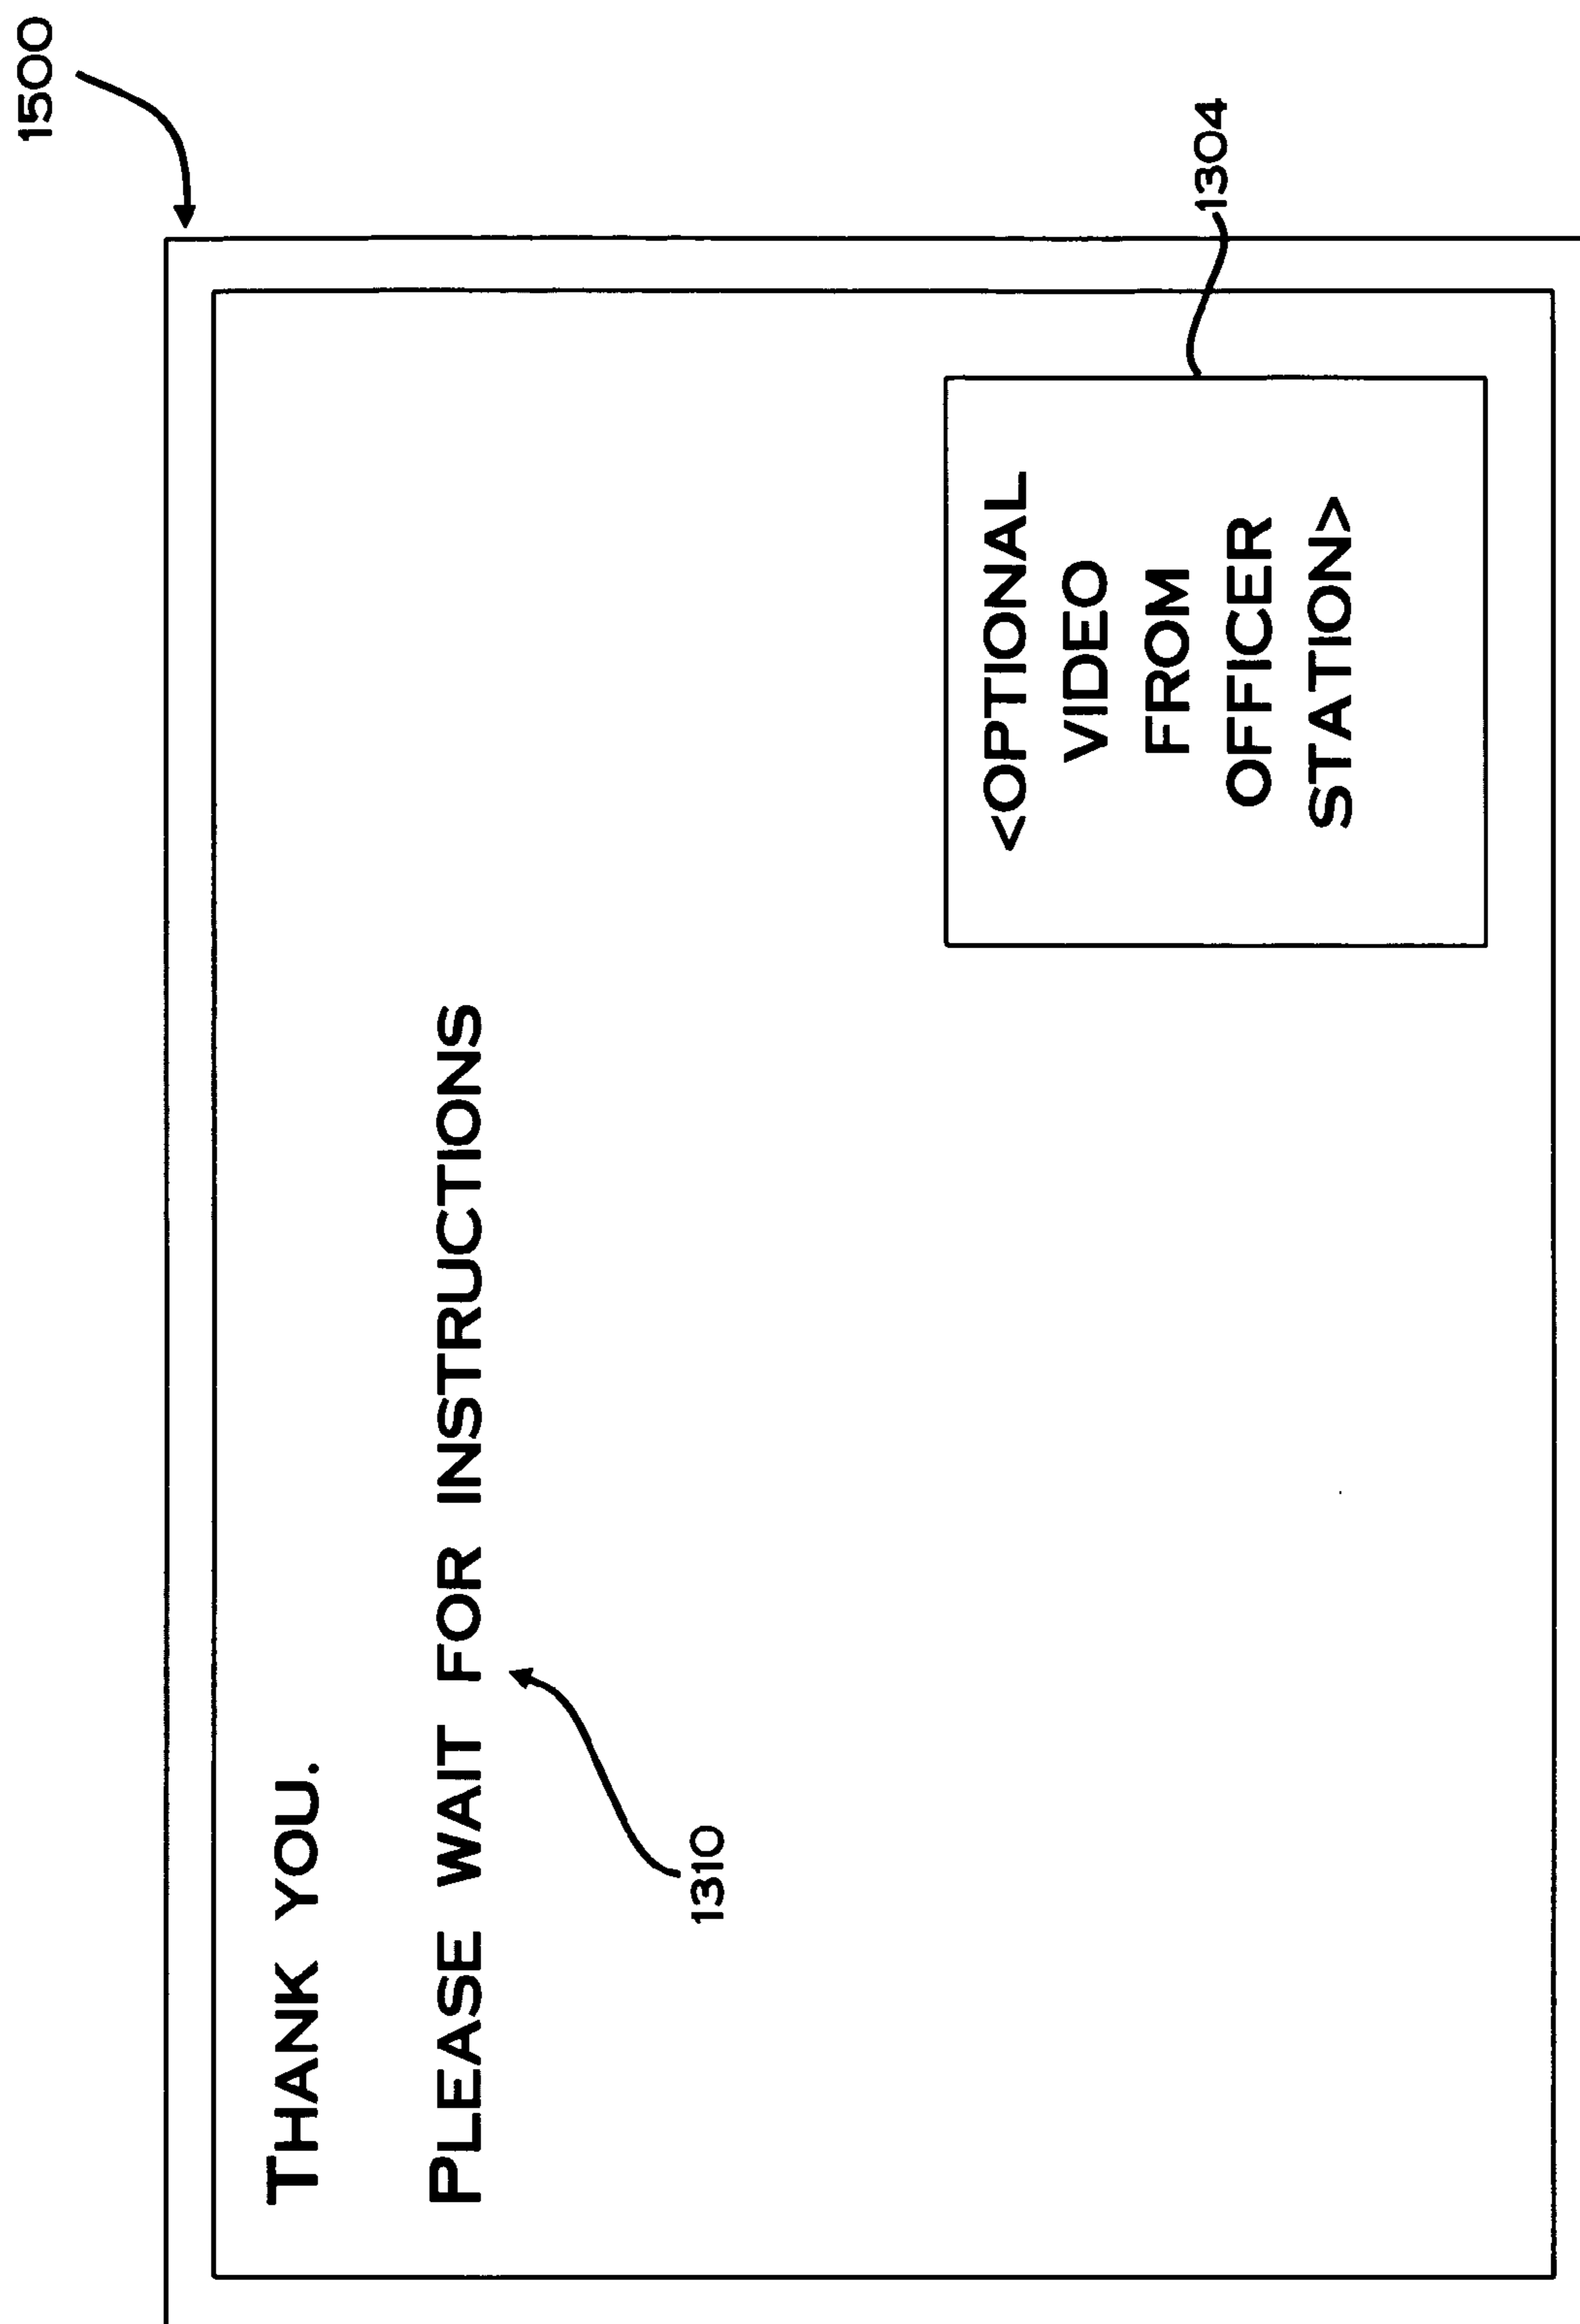 1500
THANK YOU.
PLEASE WAIT FOR INSTRUCTIONS
1310
<OPTIONAL
VIDEO
FROM
OFFICER
STATION>
1304